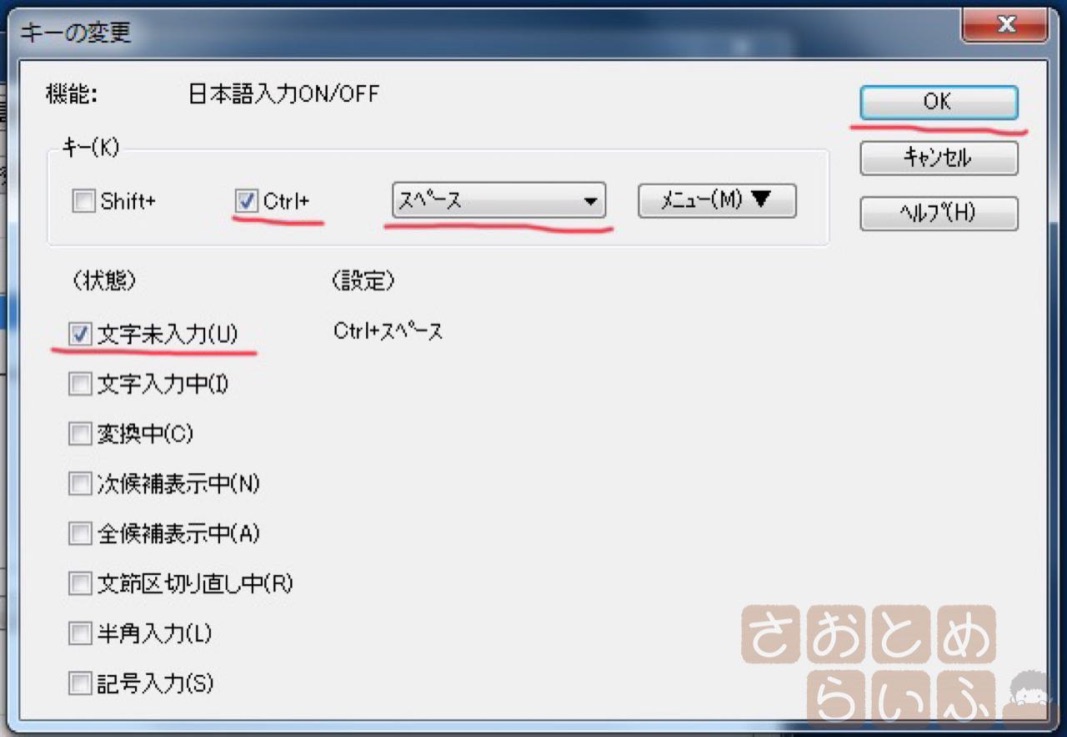 キーの変更
機能: 日本語入力ON/OFF
OK
キー(K)
キャンセル
Shift+ Ctrl+ スペース メニュー(M) ▼
ヘルプ(H)
(状態) (設定)
文字未入力(U) Ctrl+スペース
文字入力中(I)
変換中(C)
次候補表示中(N)
全候補表示中(A)
文節区切り直し中(R)
半角入力(L)
記号入力(S)
さおとめ
らいふ